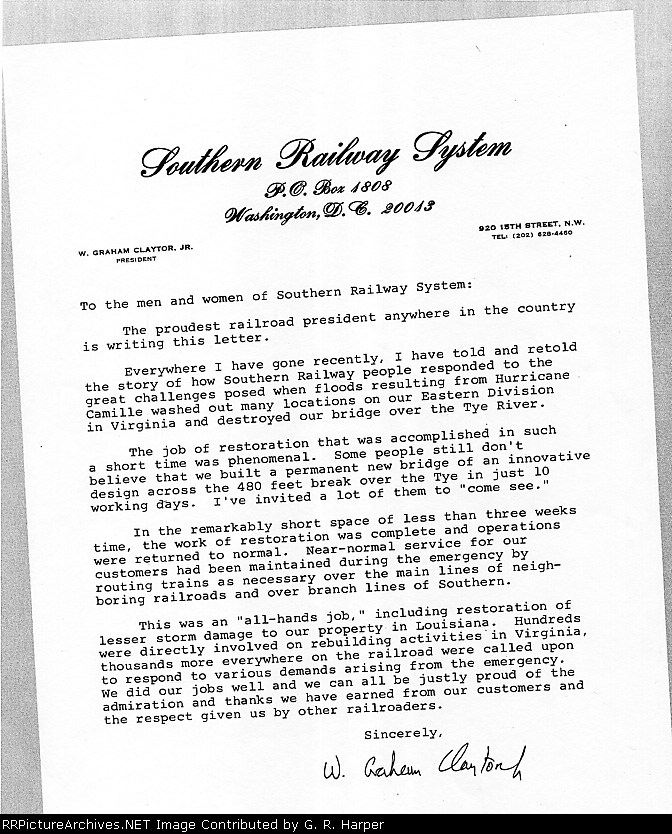 Southern Railway System
P.O. Box 1808
Washington, D.C. 20013
W. GRAHAM CLAYTOR, JR.
PRESIDENT
920 15TH STREET, N.W.
TEL: (202) 628-4460
To the men and women of Southern Railway System:
The proudest railroad president anywhere in the country
is writing this letter.
Everywhere I have gone recently, I have told and retold
the story of how Southern Railway people responded to the
great challenges posed when floods resulting from Hurricane
Camille washed out many locations on our Eastern Division
in Virginia and destroyed our bridge over the Tye River.
The job of restoration that was accomplished in such
a short time was phenomenal. Some people still don't
believe that we built a permanent new bridge of an innovative
design across the 480 feet break over the Tye in just 10
working days. I've invited a lot of them to "come see."
In the remarkably short space of less than three weeks
time, the work of restoration was complete and operations
were returned to normal. Near-normal service for our
customers had been maintained during the emergency by
routing trains as necessary over the main lines of neigh-
boring railroads and over branch lines of Southern.
This was an "all-hands job," including restoration of
lesser storm damage to our property in Louisiana. Hundreds
were directly involved on rebuilding activities in Virginia,
thousands more everywhere on the railroad were called upon
to respond to various demands arising from the emergency.
We did our jobs well and we can all be justly proud of the
admiration and thanks we have earned from our customers and
the respect given us by other railroaders.
Sincerely,
W. Graham Claytor Jr
RRPictureArchives.NET Image Contributed by G. R. Harper